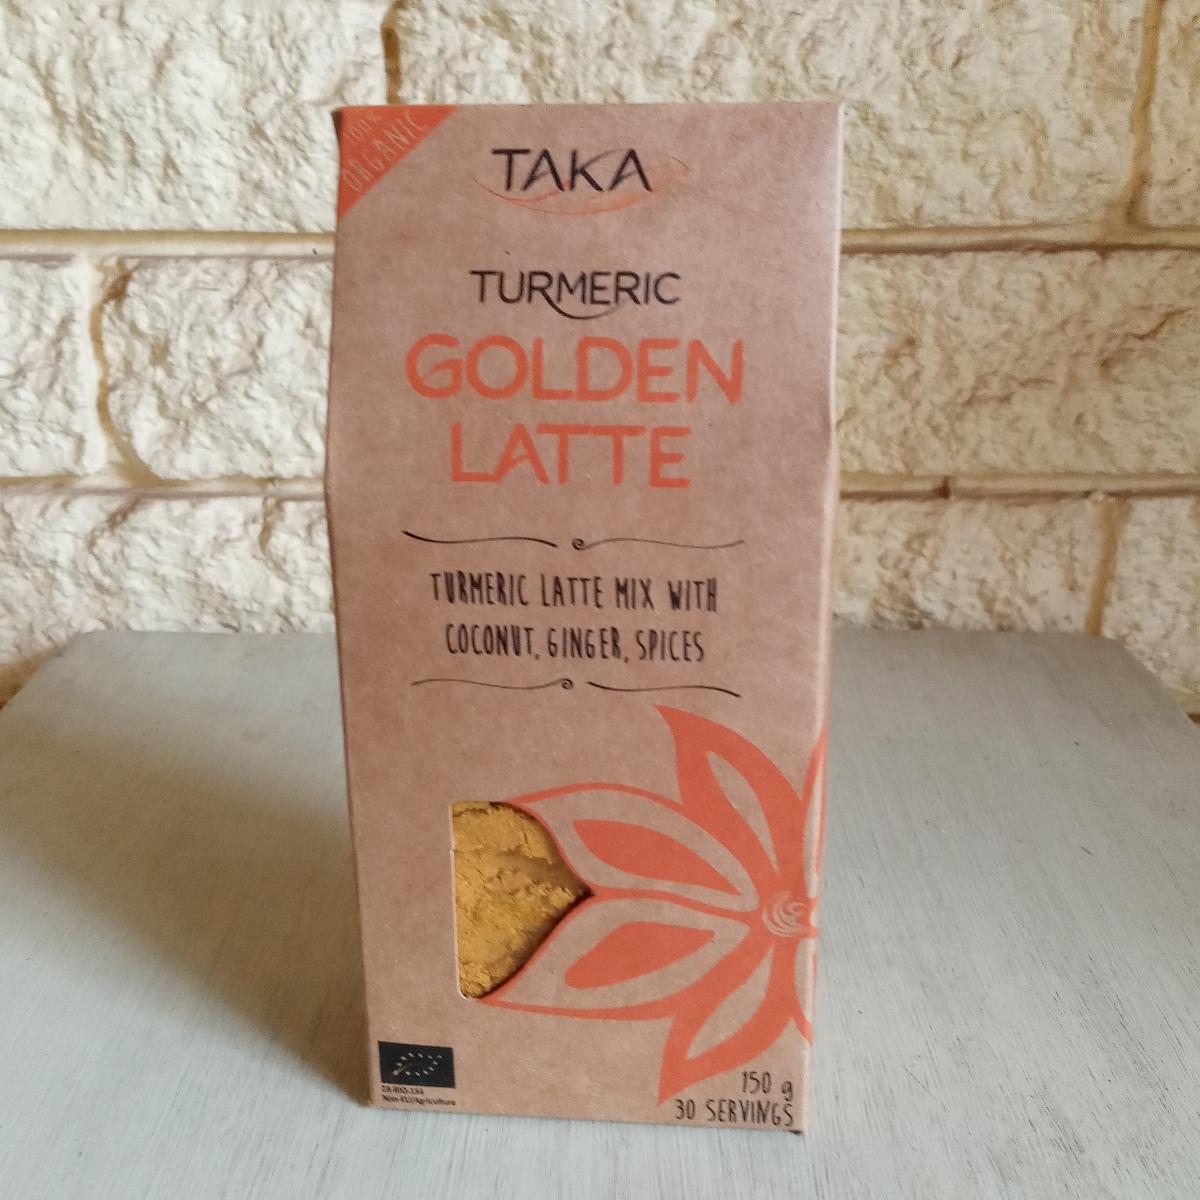 100%
ORGANIC
TAKA
TURMERIC
GOLDEN
LATTE
TURMERIC LATTE MIX WITH
COCONUT, GINGER, SPICES
150 g
30 SERVINGS
Non-EU Agriculture